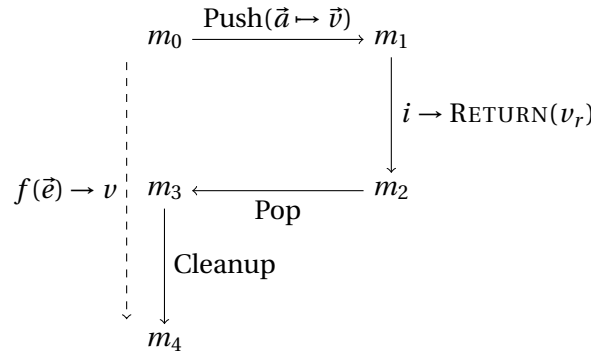 Push(a⃗ ↦ v⃗)
m₀ m₁
i → RETURN(vᵣ)
f(e⃗) → v m₃ m₂
Pop
Cleanup
m₄